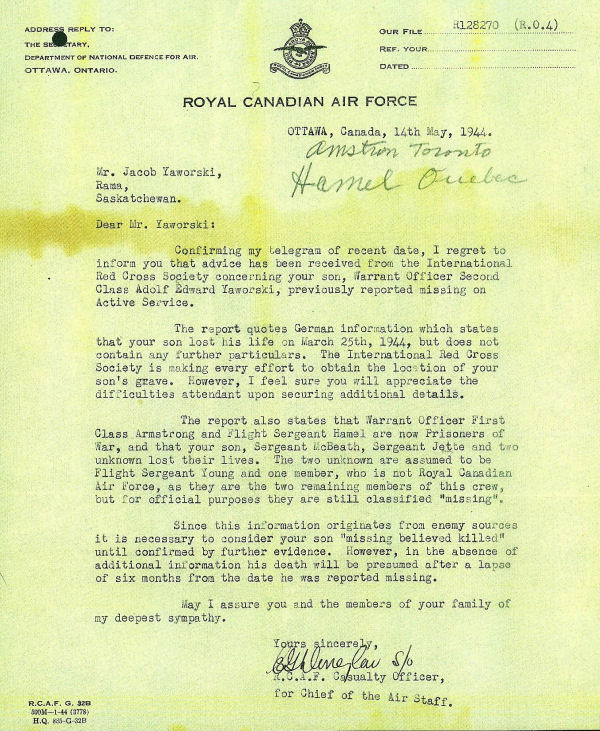 ADDRESS REPLY TO:
THE SECRETARY,
DEPARTMENT OF NATIONAL DEFENCE FOR AIR.
OTTAWA, ONTARIO.
OUR FILE R128270 (R.O.4)
REF. YOUR
DATED
ROYAL CANADIAN AIR FORCE
OTTAWA, Canada, 14th May, 1944.
Amstron Toronto
Hamel Quebec
Mr. Jacob Yaworski,
Rama,
Saskatchewan.
Dear Mr. Yaworski:
Confirming my telegram of recent date, I regret to
inform you that advice has been received from the International
Red Cross Society concerning your son, Warrant Officer Second
Class Adolf Edward Yaworski, previously reported missing on
Active Service.
The report quotes German information which states
that your son lost his life on March 25th, 1944, but does not
contain any further particulars. The International Red Cross
Society is making every effort to obtain the location of your
son's grave. However, I feel sure you will appreciate the
difficulties attendant upon securing additional details.
The report also states that Warrant Officer First
Class Armstrong and Flight Sergeant Hamel are now Prisoners of
War, and that your son, Sergeant McBeath, Sergeant Jette and two
unknown lost their lives. The two unknown are assumed to be
Flight Sergeant Young and one member, who is not Royal Canadian
Air Force, as they are the two remaining members of this crew,
but for official purposes they are still classified "missing".
Since this information originates from enemy sources
it is necessary to consider your son "missing believed killed"
until confirmed by further evidence. However, in the absence of
additional information his death will be presumed after a lapse
of six months from the date he was reported missing.
May I assure you and the members of your family of
my deepest sympathy.
Yours sincerely,
S/O
R.C.A.F. Casualty Officer,
for Chief of the Air Staff.
R.C.A.F. G. 32B
500M—1-44 (3778)
H.Q. 885-G-32B